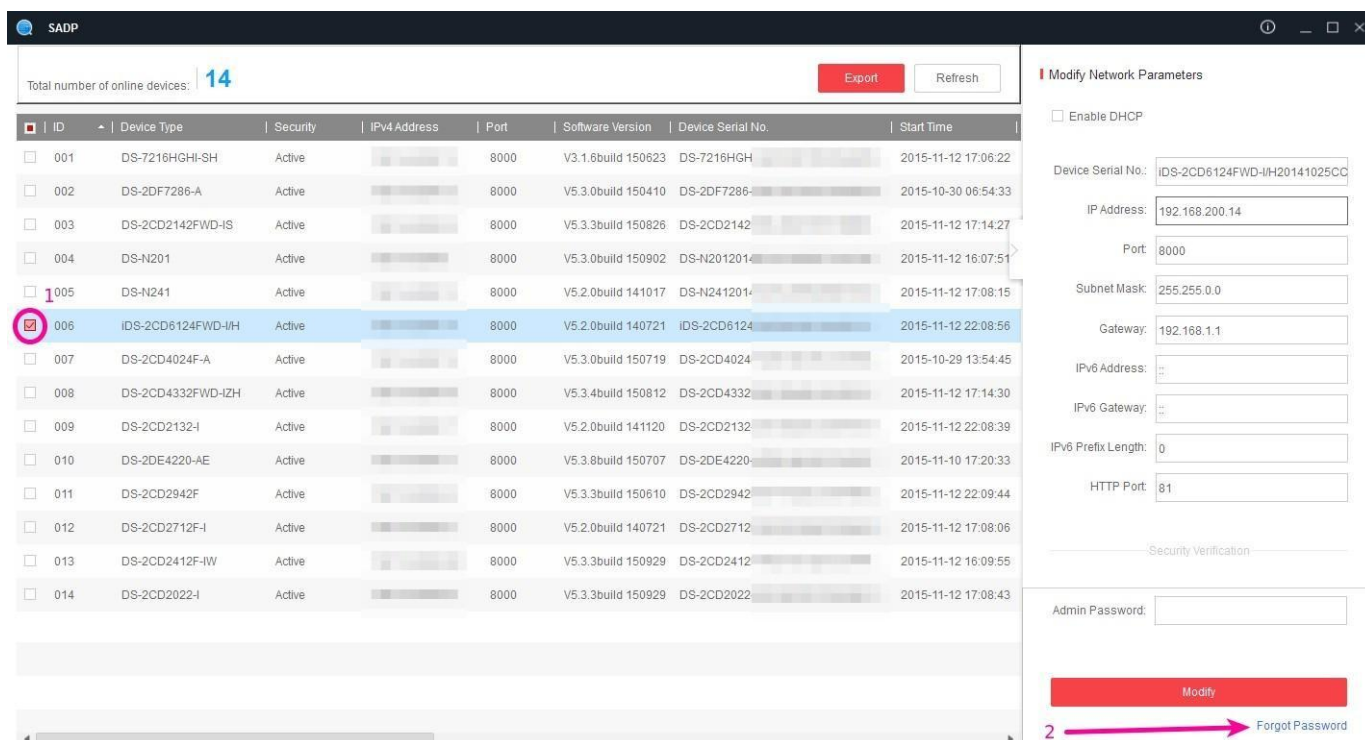 SADP
Total number of online devices: 14
Export Refresh
ID Device Type Security IPv4 Address Port Software Version Device Serial No. Start Time
001 DS-7216HGHI-SH Active 8000 V3.1.6build 150623 DS-7216HGH 2015-11-12 17:06:22
002 DS-2DF7286-A Active 8000 V5.3.0build 150410 DS-2DF7286- 2015-10-30 06:54:33
003 DS-2CD2142FWD-IS Active 8000 V5.3.3build 150826 DS-2CD2142 2015-11-12 17:14:27
004 DS-N201 Active 8000 V5.3.0build 150902 DS-N2012014 2015-11-12 16:07:51
1
005 DS-N241 Active 8000 V5.2.0build 141017 DS-N2412014 2015-11-12 17:08:15
006 iDS-2CD6124FWD-I/H Active 8000 V5.2.0build 140721 iDS-2CD6124 2015-11-12 22:08:56
007 DS-2CD4024F-A Active 8000 V5.3.0build 150719 DS-2CD4024 2015-10-29 13:54:45
008 DS-2CD4332FWD-IZH Active 8000 V5.3.4build 150812 DS-2CD4332 2015-11-12 17:14:30
009 DS-2CD2132-I Active 8000 V5.2.0build 141120 DS-2CD2132 2015-11-12 22:08:39
010 DS-2DE4220-AE Active 8000 V5.3.8build 150707 DS-2DE4220- 2015-11-10 17:20:33
011 DS-2CD2942F Active 8000 V5.3.3build 150610 DS-2CD2942 2015-11-12 22:09:44
012 DS-2CD2712F-I Active 8000 V5.2.0build 140721 DS-2CD2712 2015-11-12 17:08:06
013 DS-2CD2412F-IW Active 8000 V5.3.3build 150929 DS-2CD2412 2015-11-12 16:09:55
014 DS-2CD2022-I Active 8000 V5.3.3build 150929 DS-2CD2022 2015-11-12 17:08:43
Modify Network Parameters
Enable DHCP
Device Serial No.: iDS-2CD6124FWD-I/H20141025CC
IP Address: 192.168.200.14
Port: 8000
Subnet Mask: 255.255.0.0
Gateway: 192.168.1.1
IPv6 Address: ::
IPv6 Gateway: ::
IPv6 Prefix Length: 0
HTTP Port: 81
Security Verification
Admin Password:
Modify
2 Forgot Password